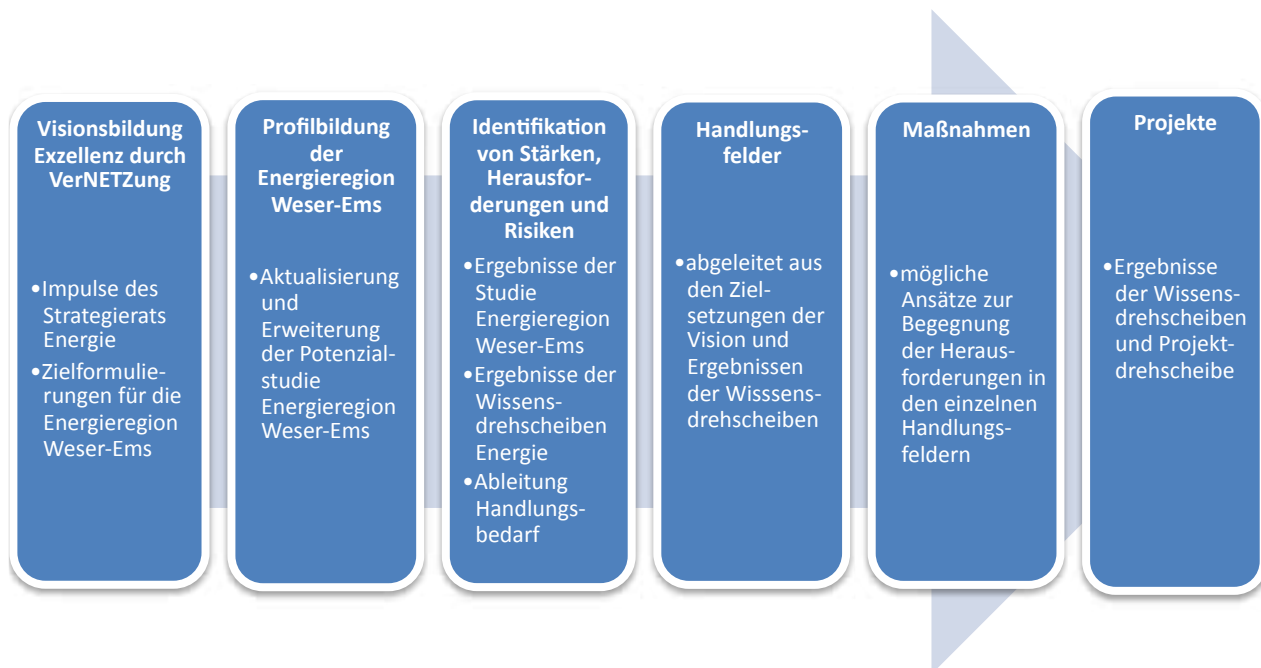 Visionsbildung
Exzellenz durch
VerNETZung
•Impulse des
Strategierats
Energie
•Zielformulie-
rungen für die
Energieregion
Weser-Ems
Profilbildung
der
Energieregion
Weser-Ems
•Aktualisierung
und
Erweiterung
der Potenzial-
studie
Energieregion
Weser-Ems
Identifikation
von Stärken,
Herausfor-
derungen und
Risiken
•Ergebnisse der
Studie
Energieregion
Weser-Ems
•Ergebnisse der
Wissens-
drehscheiben
Energie
•Ableitung
Handlungs-
bedarf
Handlungs-
felder
•abgeleitet aus
den Ziel-
setzungen der
Vision und
Ergebnissen
der Wisssens-
drehscheiben
Maßnahmen
•mögliche
Ansätze zur
Begegnung
der Heraus-
forderungen in
den einzelnen
Handlungs-
feldern
Projekte
•Ergebnisse
der Wissens-
drehscheiben
und Projekt-
drehscheibe